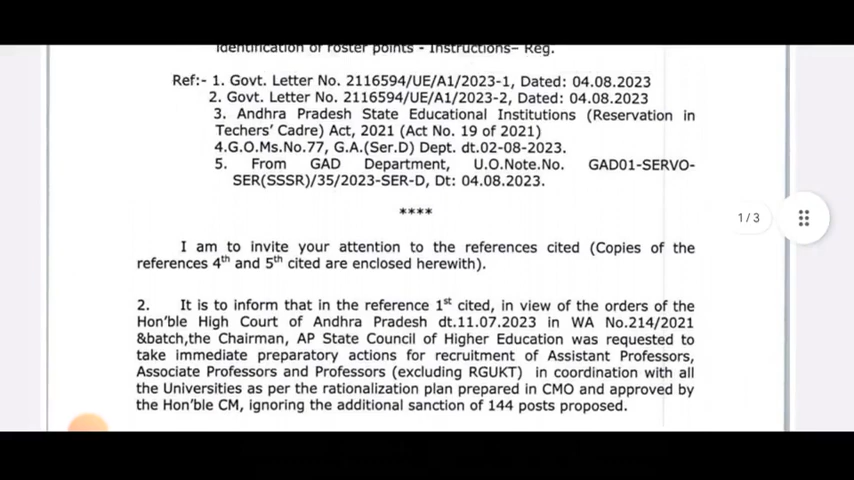 identification of roster points - Instructions– Reg.
Ref:- 1. Govt. Letter No. 2116594/UE/A1/2023-1, Dated: 04.08.2023
2. Govt. Letter No. 2116594/UE/A1/2023-2, Dated: 04.08.2023
3. Andhra Pradesh State Educational Institutions (Reservation in
Techers' Cadre) Act, 2021 (Act No. 19 of 2021)
4.G.O.Ms.No.77, G.A.(Ser.D) Dept. dt.02-08-2023.
5. From GAD Department, U.O.Note.No. GAD01-SERVO-
SER(SSSR)/35/2023-SER-D, Dt: 04.08.2023.
****
1/3
I am to invite your attention to the references cited (Copies of the
references 4th and 5th cited are enclosed herewith).
2. It is to inform that in the reference 1st cited, in view of the orders of the
Hon'ble High Court of Andhra Pradesh dt.11.07.2023 in WA No.214/2021
&batch,the Chairman, AP State Council of Higher Education was requested to
take immediate preparatory actions for recruitment of Assistant Professors,
Associate Professors and Professors (excluding RGUKT) in coordination with all
the Universities as per the rationalization plan prepared in CMO and approved by
the Hon'ble CM, ignoring the additional sanction of 144 posts proposed.